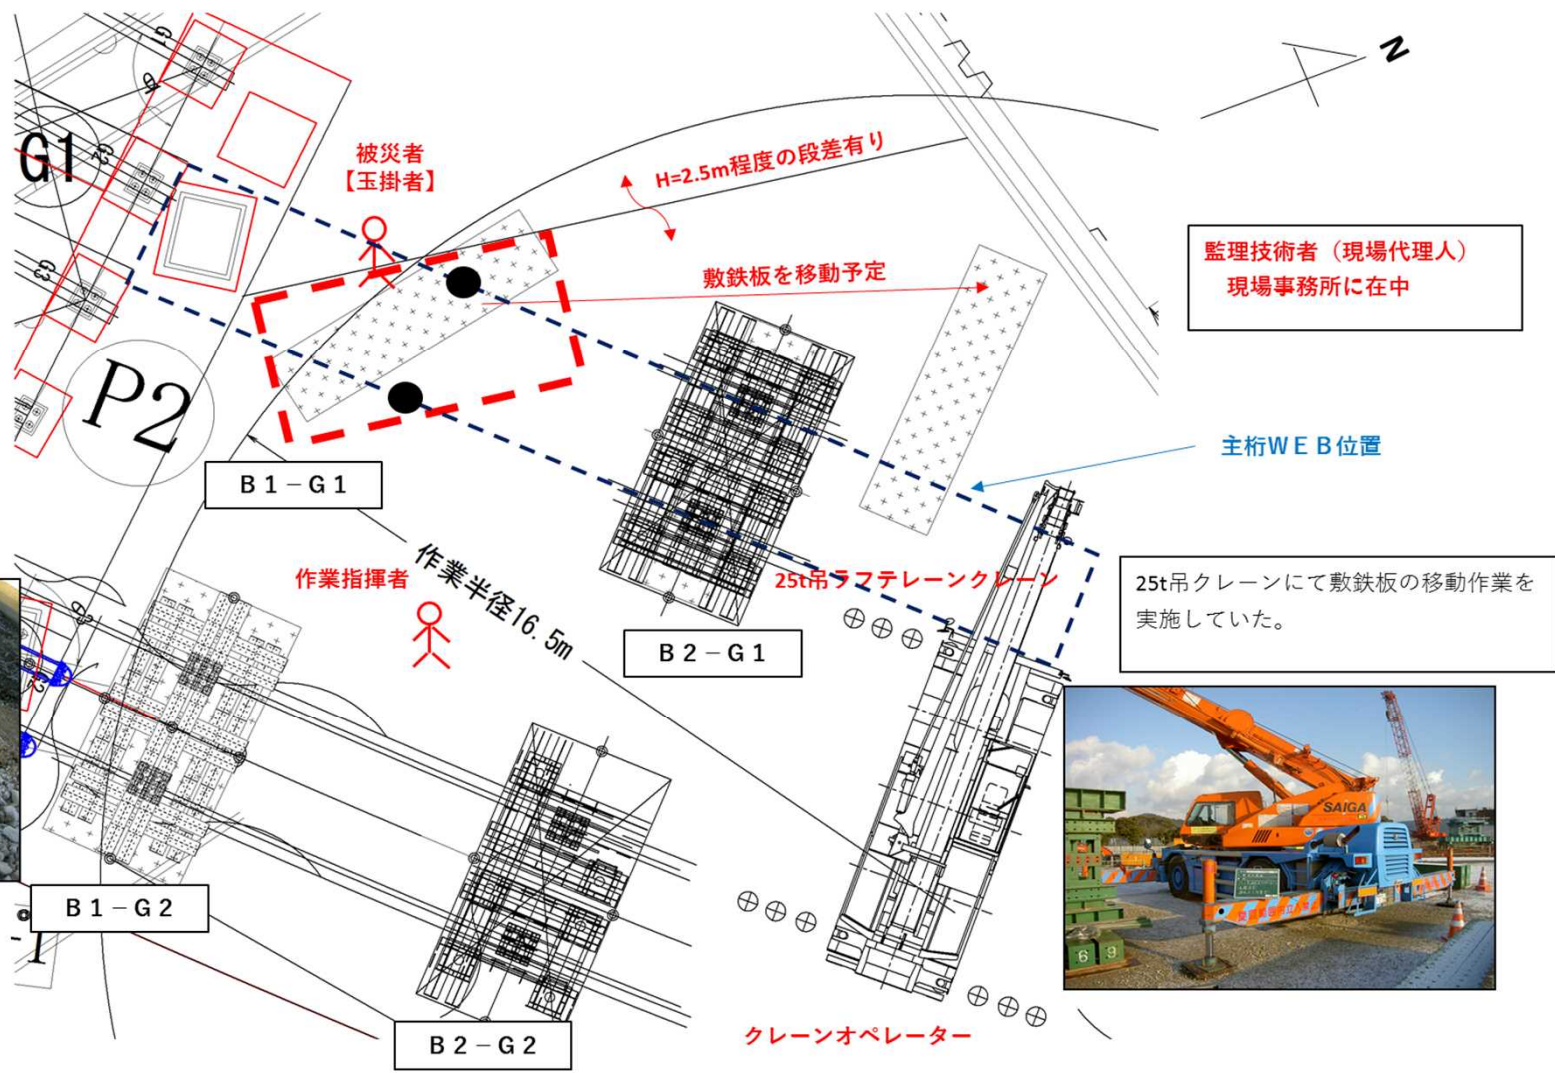 G1
G2
G1
G3
P2
N
被災者
【玉掛者】
H=2.5m程度の段差有り
敷鉄板を移動予定
監理技術者（現場代理人）
現場事務所に在中
主桁ＷＥＢ位置
Ｂ１－Ｇ１
作業指揮者
作業半径16.5m
25t吊ラフテレーンクレーン
Ｂ２－Ｇ１
25t吊クレーンにて敷鉄板の移動作業を
実施していた。
SAIGA
6 9
G2
Ｂ１－Ｇ２
Ｂ２－Ｇ２
クレーンオペレーター